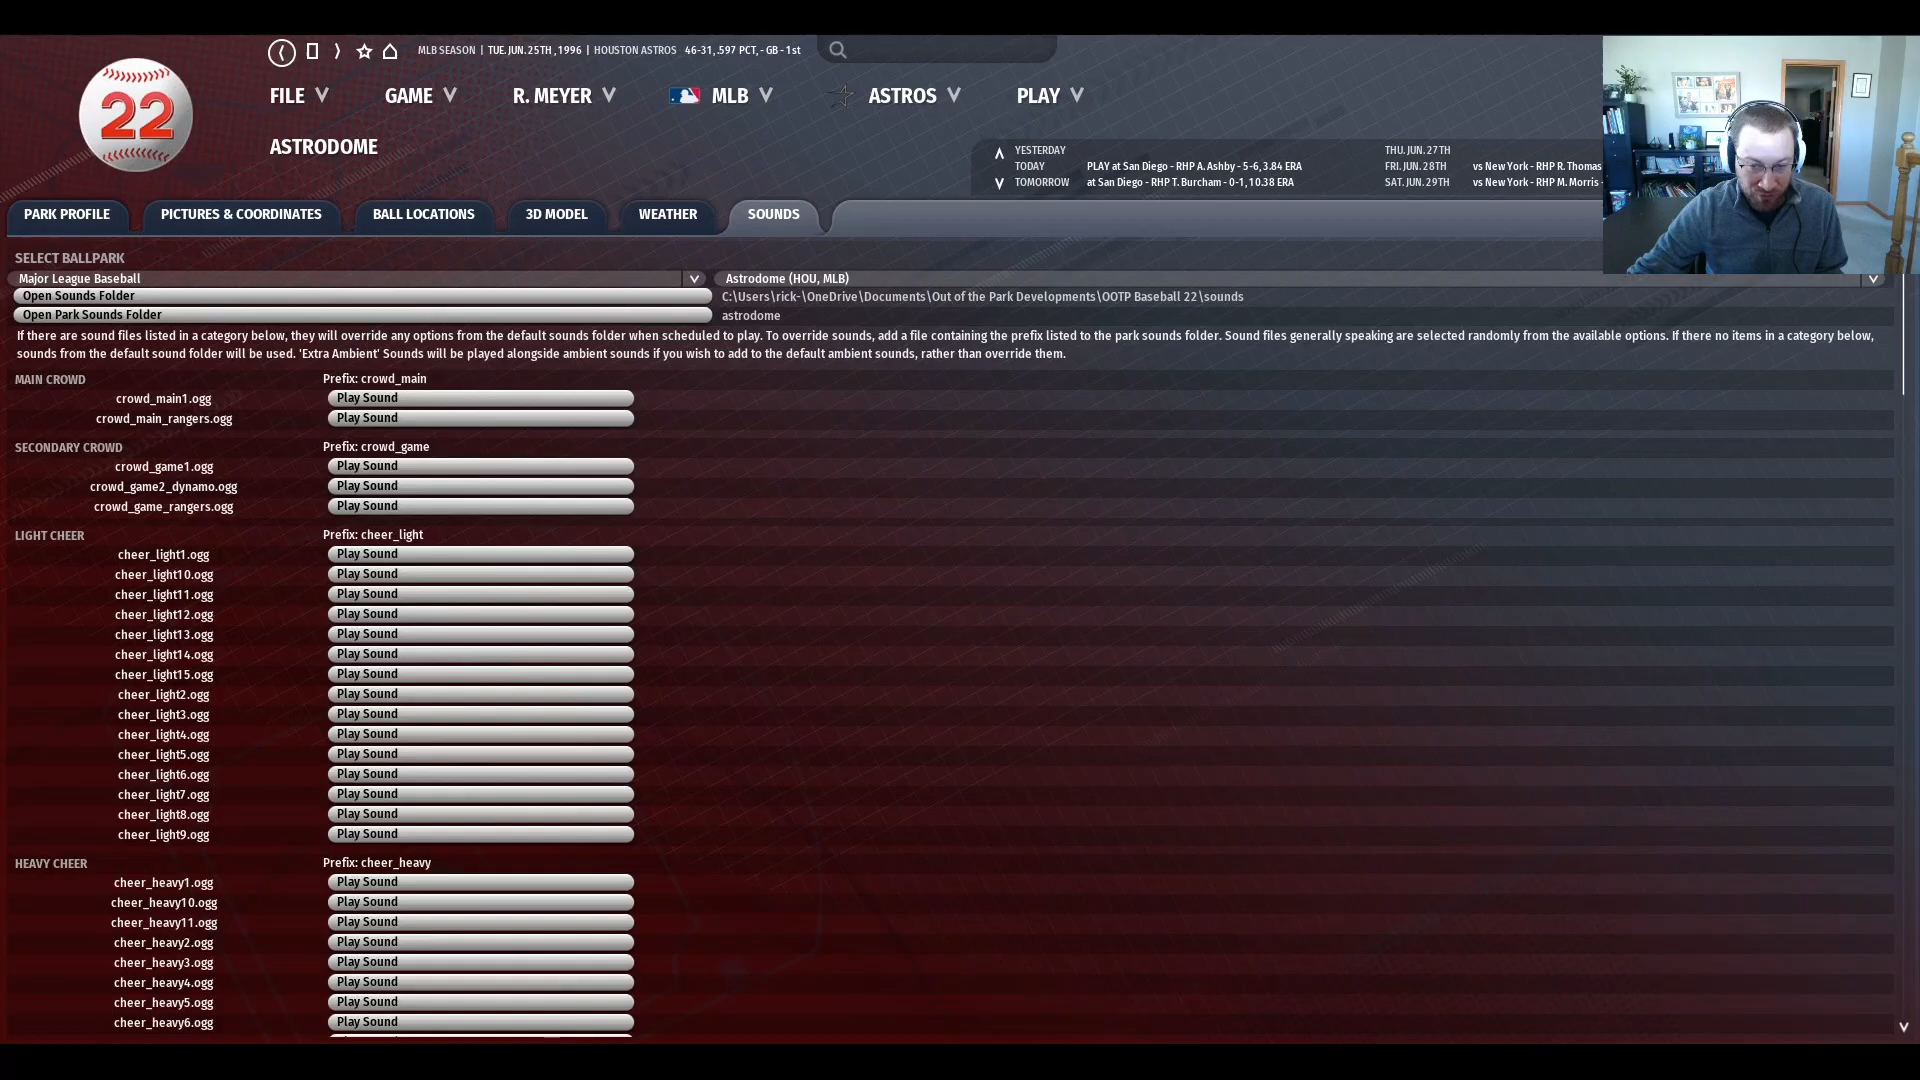 MLB SEASON | TUE. JUN. 25TH , 1996 | HOUSTON ASTROS 46-31, .597 PCT, - GB - 1st
22
FILE GAME R. MEYER MLB ASTROS PLAY
ASTRODOME
YESTERDAY THU. JUN. 27TH
TODAY PLAY at San Diego - RHP A. Ashby - 5-6, 3.84 ERA FRI. JUN. 28TH vs New York - RHP R. Thomas
TOMORROW at San Diego - RHP T. Burcham - 0-1, 10.38 ERA SAT. JUN. 29TH vs New York - RHP M. Morris -
PARK PROFILE PICTURES & COORDINATES BALL LOCATIONS 3D MODEL WEATHER SOUNDS
SELECT BALLPARK
Major League Baseball Astrodome (HOU, MLB)
Open Sounds Folder C:\Users\rick-\OneDrive\Documents\Out of the Park Developments\OOTP Baseball 22\sounds
Open Park Sounds Folder astrodome
If there are sound files listed in a category below, they will override any options from the default sounds folder when scheduled to play. To override sounds, add a file containing the prefix listed to the park sounds folder. Sound files generally speaking are selected randomly from the available options. If there no items in a category below,
sounds from the default sound folder will be used. 'Extra Ambient' Sounds will be played alongside ambient sounds if you wish to add to the default ambient sounds, rather than override them.
MAIN CROWD Prefix: crowd_main
crowd_main1.ogg Play Sound
crowd_main_rangers.ogg Play Sound
SECONDARY CROWD Prefix: crowd_game
crowd_game1.ogg Play Sound
crowd_game2_dynamo.ogg Play Sound
crowd_game_rangers.ogg Play Sound
LIGHT CHEER Prefix: cheer_light
cheer_light1.ogg Play Sound
cheer_light10.ogg Play Sound
cheer_light11.ogg Play Sound
cheer_light12.ogg Play Sound
cheer_light13.ogg Play Sound
cheer_light14.ogg Play Sound
cheer_light15.ogg Play Sound
cheer_light2.ogg Play Sound
cheer_light3.ogg Play Sound
cheer_light4.ogg Play Sound
cheer_light5.ogg Play Sound
cheer_light6.ogg Play Sound
cheer_light7.ogg Play Sound
cheer_light8.ogg Play Sound
cheer_light9.ogg Play Sound
HEAVY CHEER Prefix: cheer_heavy
cheer_heavy1.ogg Play Sound
cheer_heavy10.ogg Play Sound
cheer_heavy11.ogg Play Sound
cheer_heavy2.ogg Play Sound
cheer_heavy3.ogg Play Sound
cheer_heavy4.ogg Play Sound
cheer_heavy5.ogg Play Sound
cheer_heavy6.ogg Play Sound